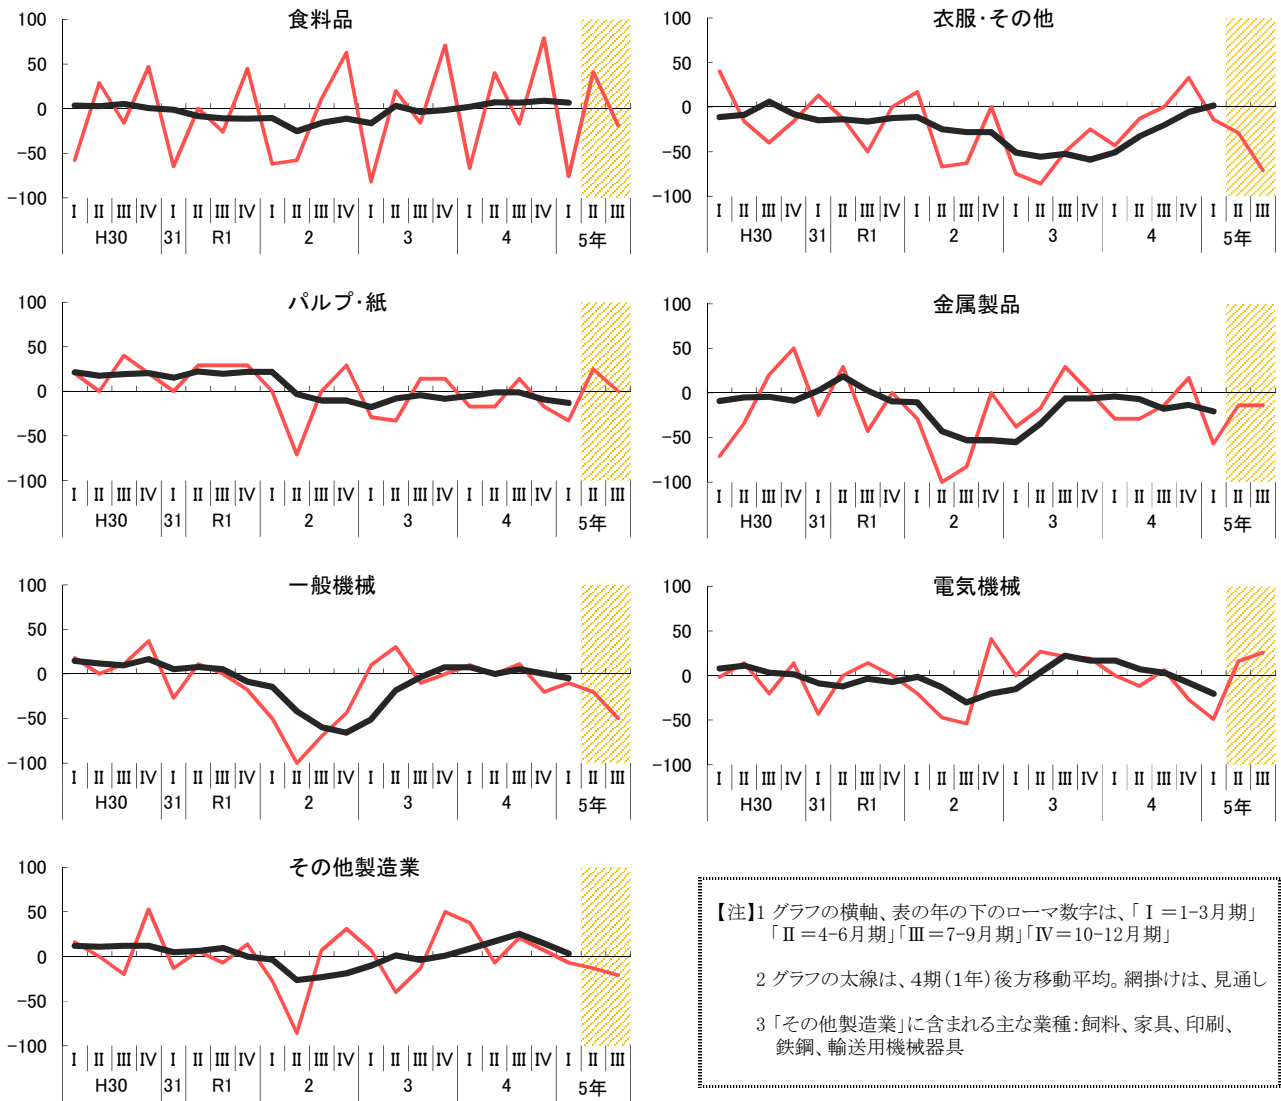 食料品
100
50
0
-50
-100
Ⅰ Ⅱ Ⅲ Ⅳ Ⅰ Ⅱ Ⅲ Ⅳ Ⅰ Ⅱ Ⅲ Ⅳ Ⅰ Ⅱ Ⅲ Ⅳ Ⅰ Ⅱ Ⅲ Ⅳ Ⅰ Ⅱ Ⅲ
H30 31 R1 2 3 4 5年
衣服･その他
100
50
0
-50
-100
Ⅰ Ⅱ Ⅲ Ⅳ Ⅰ Ⅱ Ⅲ Ⅳ Ⅰ Ⅱ Ⅲ Ⅳ Ⅰ Ⅱ Ⅲ Ⅳ Ⅰ Ⅱ Ⅲ Ⅳ Ⅰ Ⅱ Ⅲ
H30 31 R1 2 3 4 5年
パルプ･紙
100
50
0
-50
-100
Ⅰ Ⅱ Ⅲ Ⅳ Ⅰ Ⅱ Ⅲ Ⅳ Ⅰ Ⅱ Ⅲ Ⅳ Ⅰ Ⅱ Ⅲ Ⅳ Ⅰ Ⅱ Ⅲ Ⅳ Ⅰ Ⅱ Ⅲ
H30 31 R1 2 3 4 5年
金属製品
100
50
0
-50
-100
Ⅰ Ⅱ Ⅲ Ⅳ Ⅰ Ⅱ Ⅲ Ⅳ Ⅰ Ⅱ Ⅲ Ⅳ Ⅰ Ⅱ Ⅲ Ⅳ Ⅰ Ⅱ Ⅲ Ⅳ Ⅰ Ⅱ Ⅲ
H30 31 R1 2 3 4 5年
一般機械
100
50
0
-50
-100
Ⅰ Ⅱ Ⅲ Ⅳ Ⅰ Ⅱ Ⅲ Ⅳ Ⅰ Ⅱ Ⅲ Ⅳ Ⅰ Ⅱ Ⅲ Ⅳ Ⅰ Ⅱ Ⅲ Ⅳ Ⅰ Ⅱ Ⅲ
H30 31 R1 2 3 4 5年
電気機械
100
50
0
-50
-100
Ⅰ Ⅱ Ⅲ Ⅳ Ⅰ Ⅱ Ⅲ Ⅳ Ⅰ Ⅱ Ⅲ Ⅳ Ⅰ Ⅱ Ⅲ Ⅳ Ⅰ Ⅱ Ⅲ Ⅳ Ⅰ Ⅱ Ⅲ
H30 31 R1 2 3 4 5年
その他製造業
100
50
0
-50
-100
Ⅰ Ⅱ Ⅲ Ⅳ Ⅰ Ⅱ Ⅲ Ⅳ Ⅰ Ⅱ Ⅲ Ⅳ Ⅰ Ⅱ Ⅲ Ⅳ Ⅰ Ⅱ Ⅲ Ⅳ Ⅰ Ⅱ Ⅲ
H30 31 R1 2 3 4 5年
【注】1 グラフの横軸、表の年の下のローマ数字は、「Ⅰ＝1-3月期」
「Ⅱ＝4-6月期」「Ⅲ＝7-9月期」「Ⅳ＝10-12月期」
2 グラフの太線は、4期(1年)後方移動平均。網掛けは、見通し
3 「その他製造業」に含まれる主な業種:飼料、家具、印刷、
鉄鋼、輸送用機械器具